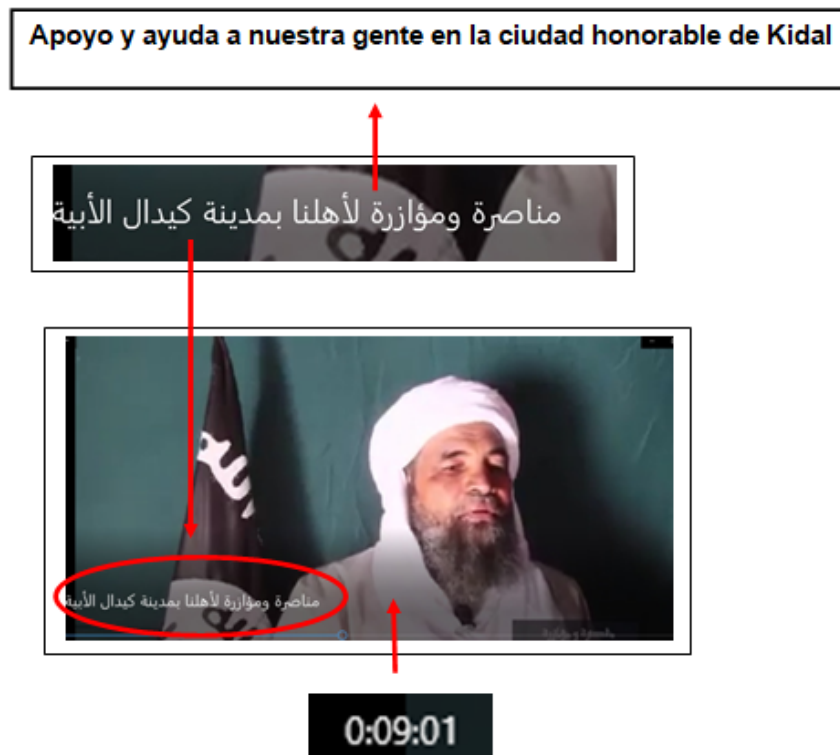 Apoyo y ayuda a nuestra gente en la ciudad honorable de Kidal
مناصرة ومؤازرة لأهلنا بمدينة كيدال الأبية
مناصرة ومؤازرة لأهلنا بمدينة كيدال الأبية
0:09:01